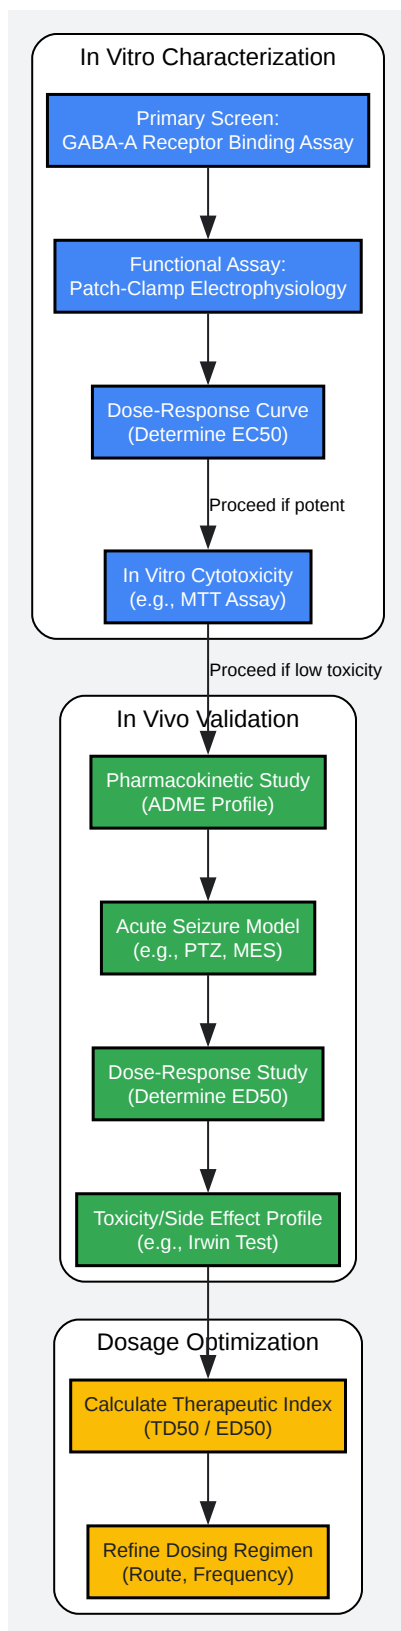 In Vitro Characterization
Primary Screen:
GABA-A Receptor Binding Assay
Functional Assay:
Patch-Clamp Electrophysiology
Dose-Response Curve
(Determine EC50)
Proceed if potent
In Vitro Cytotoxicity
(e.g., MTT Assay)
Proceed if low toxicity
In Vivo Validation
Pharmacokinetic Study
(ADME Profile)
Acute Seizure Model
(e.g., PTZ, MES)
Dose-Response Study
(Determine ED50)
Toxicity/Side Effect Profile
(e.g., Irwin Test)
Dosage Optimization
Calculate Therapeutic Index
(TD50 / ED50)
Refine Dosing Regimen
(Route, Frequency)